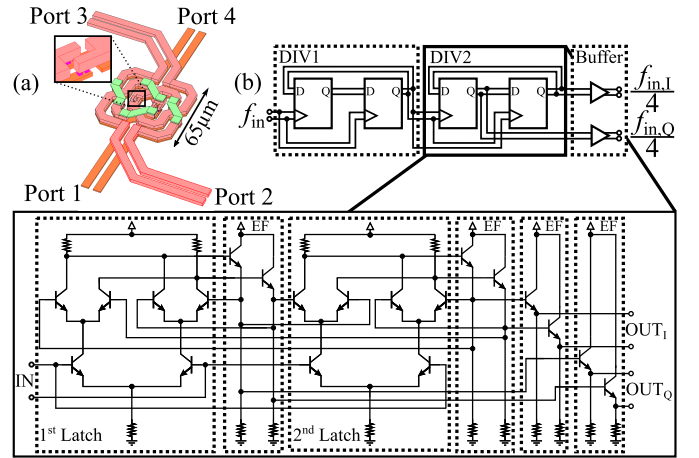 Port 3
Port 4
(a)
65μm
Port 1
Port 2
(b)
DIV1
DIV2
Buffer
D
Q
D
Q
D
Q
D
Q
f_in
f_in,I
4
f_in,Q
4
EF
EF
EF
EF
IN
OUT_I
OUT_Q
1st Latch
2nd Latch